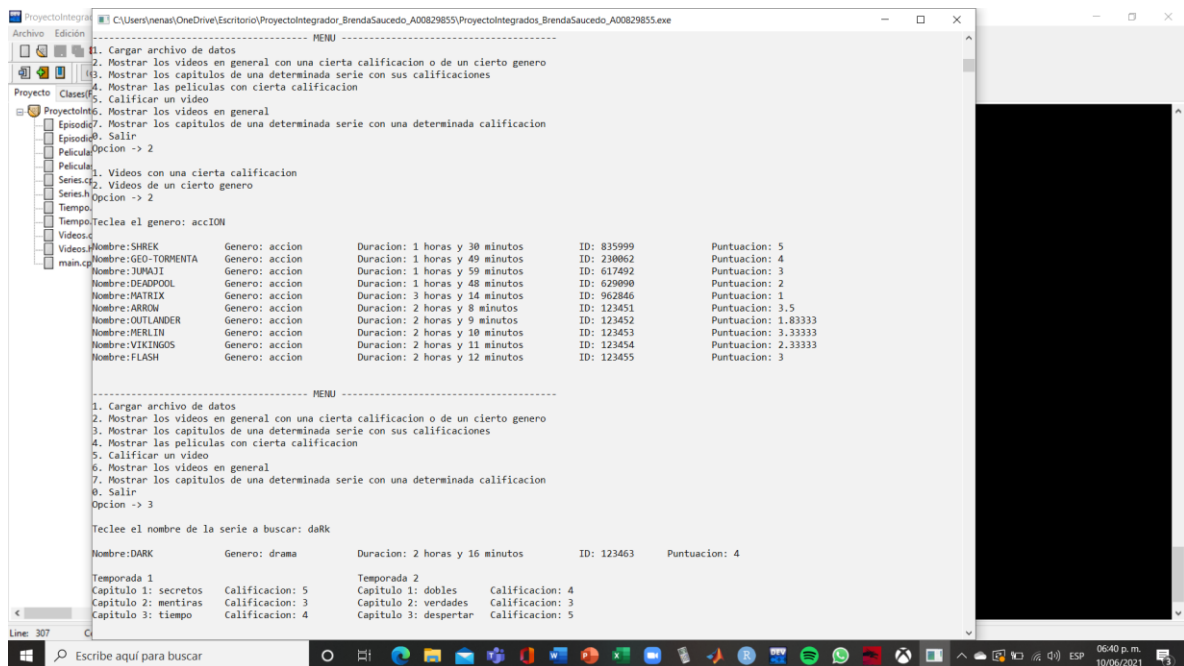 ProyectoIntegra
C:\Users\nenas\OneDrive\Escritorio\ProyectoIntegrador_BrendaSaucedo_A00829855\ProyectoIntegrados_BrendaSaucedo_A00829855.exe
Archivo Edición
Proyecto Clases(F
ProyectoInt
Episodic
Episodic
Peliculas
Peliculas
Series.cp
Series.h
Tiempo.
Tiempo.
Videos.c
Videos.H
main.cp
------------------------------------- MENU -------------------------------------
1. Cargar archivo de datos
2. Mostrar los videos en general con una cierta calificacion o de un cierto genero
3. Mostrar los capitulos de una determinada serie con sus calificaciones
4. Mostrar las peliculas con cierta calificacion
5. Calificar un video
6. Mostrar los videos en general
7. Mostrar los capitulos de una determinada serie con una determinada calificacion
0. Salir
Opcion -> 2
1. Videos con una cierta calificacion
2. Videos de un cierto genero
Opcion -> 2
Teclea el genero: accION
Nombre:SHREK Genero: accion Duracion: 1 horas y 30 minutos ID: 835999 Puntuacion: 5
Nombre:GEO-TORMENTA Genero: accion Duracion: 1 horas y 49 minutos ID: 230062 Puntuacion: 4
Nombre:JUMAJI Genero: accion Duracion: 1 horas y 59 minutos ID: 617492 Puntuacion: 3
Nombre:DEADPOOL Genero: accion Duracion: 1 horas y 48 minutos ID: 629090 Puntuacion: 2
Nombre:MATRIX Genero: accion Duracion: 3 horas y 14 minutos ID: 962846 Puntuacion: 1
Nombre:ARROW Genero: accion Duracion: 2 horas y 8 minutos ID: 123451 Puntuacion: 3.5
Nombre:OUTLANDER Genero: accion Duracion: 2 horas y 9 minutos ID: 123452 Puntuacion: 1.83333
Nombre:MERLIN Genero: accion Duracion: 2 horas y 10 minutos ID: 123453 Puntuacion: 3.33333
Nombre:VIKINGOS Genero: accion Duracion: 2 horas y 11 minutos ID: 123454 Puntuacion: 2.33333
Nombre:FLASH Genero: accion Duracion: 2 horas y 12 minutos ID: 123455 Puntuacion: 3
------------------------------------- MENU -------------------------------------
1. Cargar archivo de datos
2. Mostrar los videos en general con una cierta calificacion o de un cierto genero
3. Mostrar los capitulos de una determinada serie con sus calificaciones
4. Mostrar las peliculas con cierta calificacion
5. Calificar un video
6. Mostrar los videos en general
7. Mostrar los capitulos de una determinada serie con una determinada calificacion
0. Salir
Opcion -> 3
Teclee el nombre de la serie a buscar: daRk
Nombre:DARK Genero: drama Duracion: 2 horas y 16 minutos ID: 123463 Puntuacion: 4
Temporada 1 Temporada 2
Capitulo 1: secretos Calificacion: 5 Capitulo 1: dobles Calificacion: 4
Capitulo 2: mentiras Calificacion: 3 Capitulo 2: verdades Calificacion: 3
Capitulo 3: tiempo Calificacion: 4 Capitulo 3: despertar Calificacion: 5
Line: 307
Escribe aquí para buscar
ESP
06:40 p. m.
10/06/2021